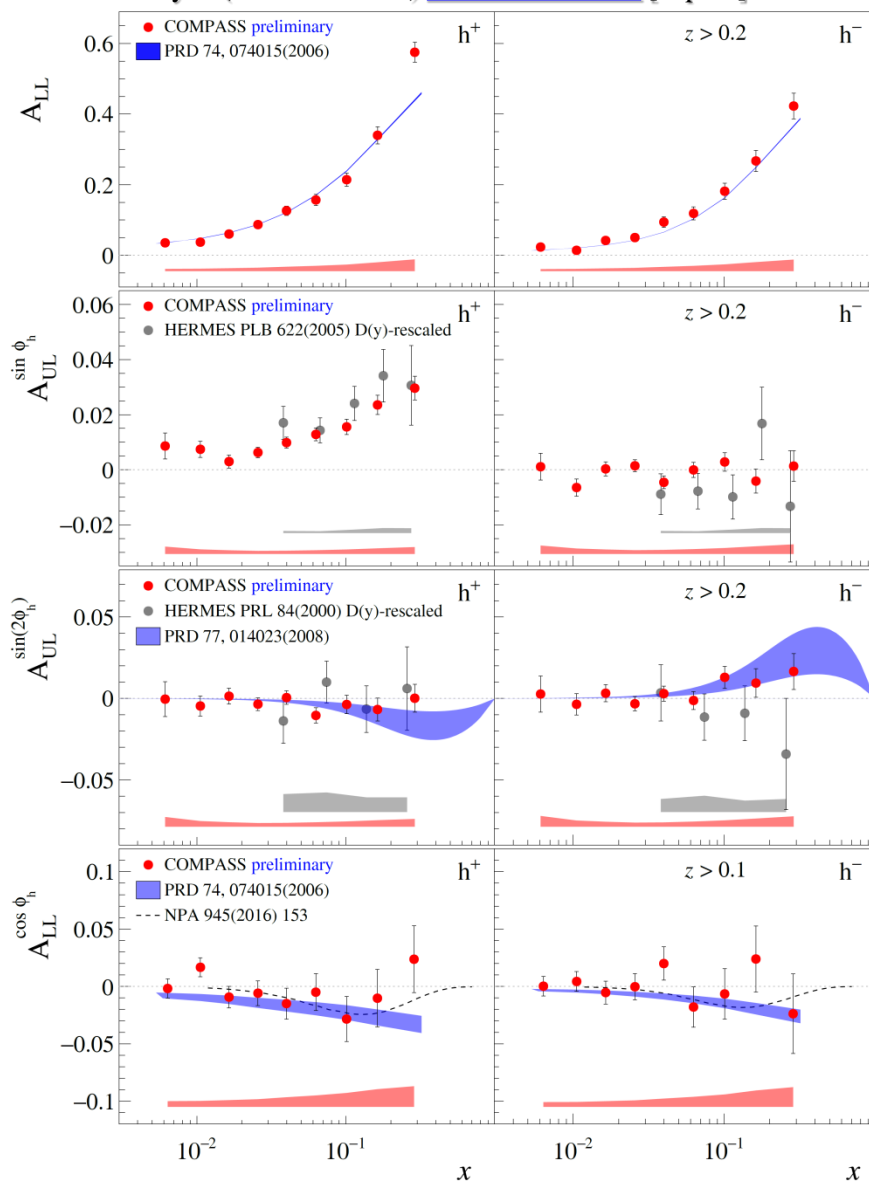 COMPASS preliminary
PRD 74, 074015(2006)
h+
z > 0.2
h−
A_LL
0.6
0.4
0.2
0
COMPASS preliminary
HERMES PLB 622(2005) D(y)-rescaled
h+
z > 0.2
h−
A_UL^sin ϕ_h
0.06
0.04
0.02
0
−0.02
COMPASS preliminary
HERMES PRL 84(2000) D(y)-rescaled
PRD 77, 014023(2008)
h+
z > 0.2
h−
A_UL^sin(2ϕ_h)
0.05
0
−0.05
COMPASS preliminary
PRD 74, 074015(2006)
NPA 945(2016) 153
h+
z > 0.1
h−
A_LL^cos ϕ_h
0.1
0.05
0
−0.05
−0.1
10−2 10−1 10−2 10−1
x x